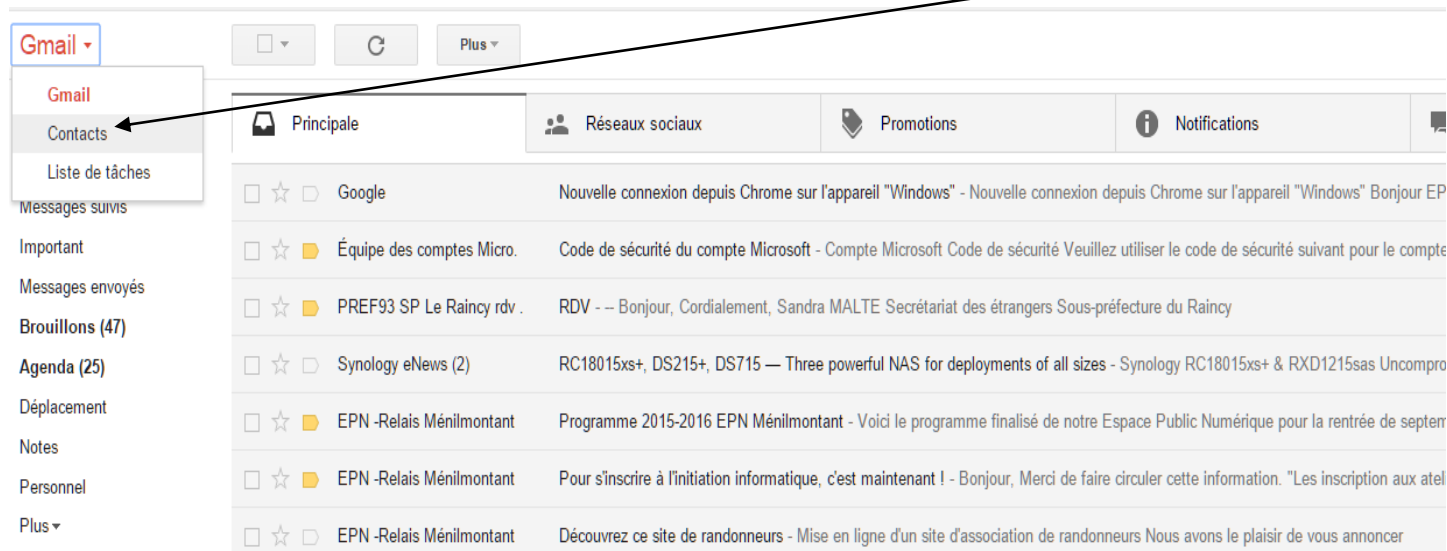 Gmail
Plus
Gmail
Contacts
Liste de tâches
Messages suivis
Important
Messages envoyés
Brouillons (47)
Agenda (25)
Déplacement
Notes
Personnel
Plus
Principale
Réseaux sociaux
Promotions
Notifications
Google Nouvelle connexion depuis Chrome sur l'appareil "Windows" - Nouvelle connexion depuis Chrome sur l'appareil "Windows" Bonjour EP
Équipe des comptes Micro. Code de sécurité du compte Microsoft - Compte Microsoft Code de sécurité Veuillez utiliser le code de sécurité suivant pour le compte
PREF93 SP Le Raincy rdv . RDV - -- Bonjour, Cordialement, Sandra MALTE Secrétariat des étrangers Sous-préfecture du Raincy
Synology eNews (2) RC18015xs+, DS215+, DS715 — Three powerful NAS for deployments of all sizes - Synology RC18015xs+ & RXD1215sas Uncompro
EPN -Relais Ménilmontant Programme 2015-2016 EPN Ménilmontant - Voici le programme finalisé de notre Espace Public Numérique pour la rentrée de septem
EPN -Relais Ménilmontant Pour s'inscrire à l'initiation informatique, c'est maintenant ! - Bonjour, Merci de faire circuler cette information. "Les inscription aux atel
EPN -Relais Ménilmontant Découvrez ce site de randonneurs - Mise en ligne d'un site d'association de randonneurs Nous avons le plaisir de vous annoncer